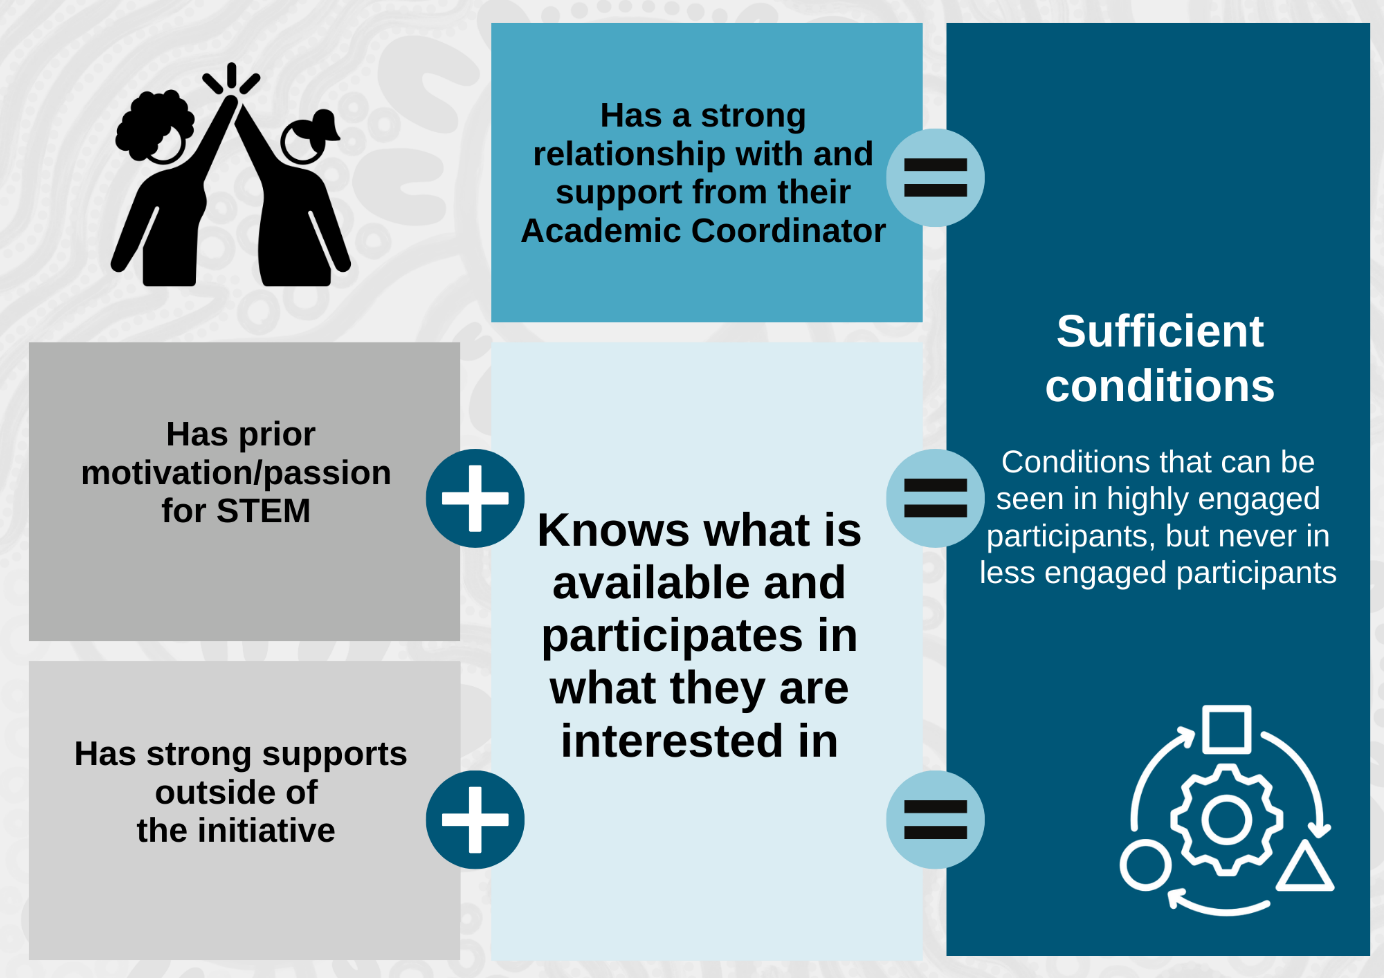 Has a strong
relationship with and
support from their
Academic Coordinator
Has prior
motivation/passion
for STEM
Has strong supports
outside of
the initiative
Knows what is
available and
participates in
what they are
interested in
Sufficient
conditions
Conditions that can be
seen in highly engaged
participants, but never in
less engaged participants